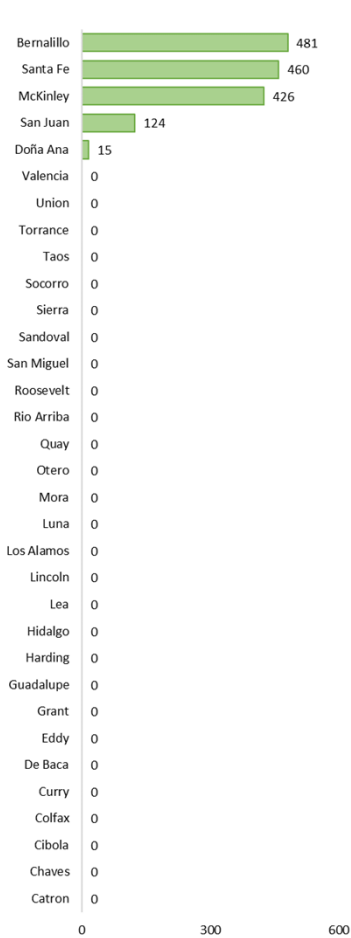 Bernalillo 481
Santa Fe 460
McKinley 426
San Juan 124
Doña Ana 15
Valencia 0
Union 0
Torrance 0
Taos 0
Socorro 0
Sierra 0
Sandoval 0
San Miguel 0
Roosevelt 0
Rio Arriba 0
Quay 0
Otero 0
Mora 0
Luna 0
Los Alamos 0
Lincoln 0
Lea 0
Hidalgo 0
Harding 0
Guadalupe 0
Grant 0
Eddy 0
De Baca 0
Curry 0
Colfax 0
Cibola 0
Chaves 0
Catron 0
0 300 600